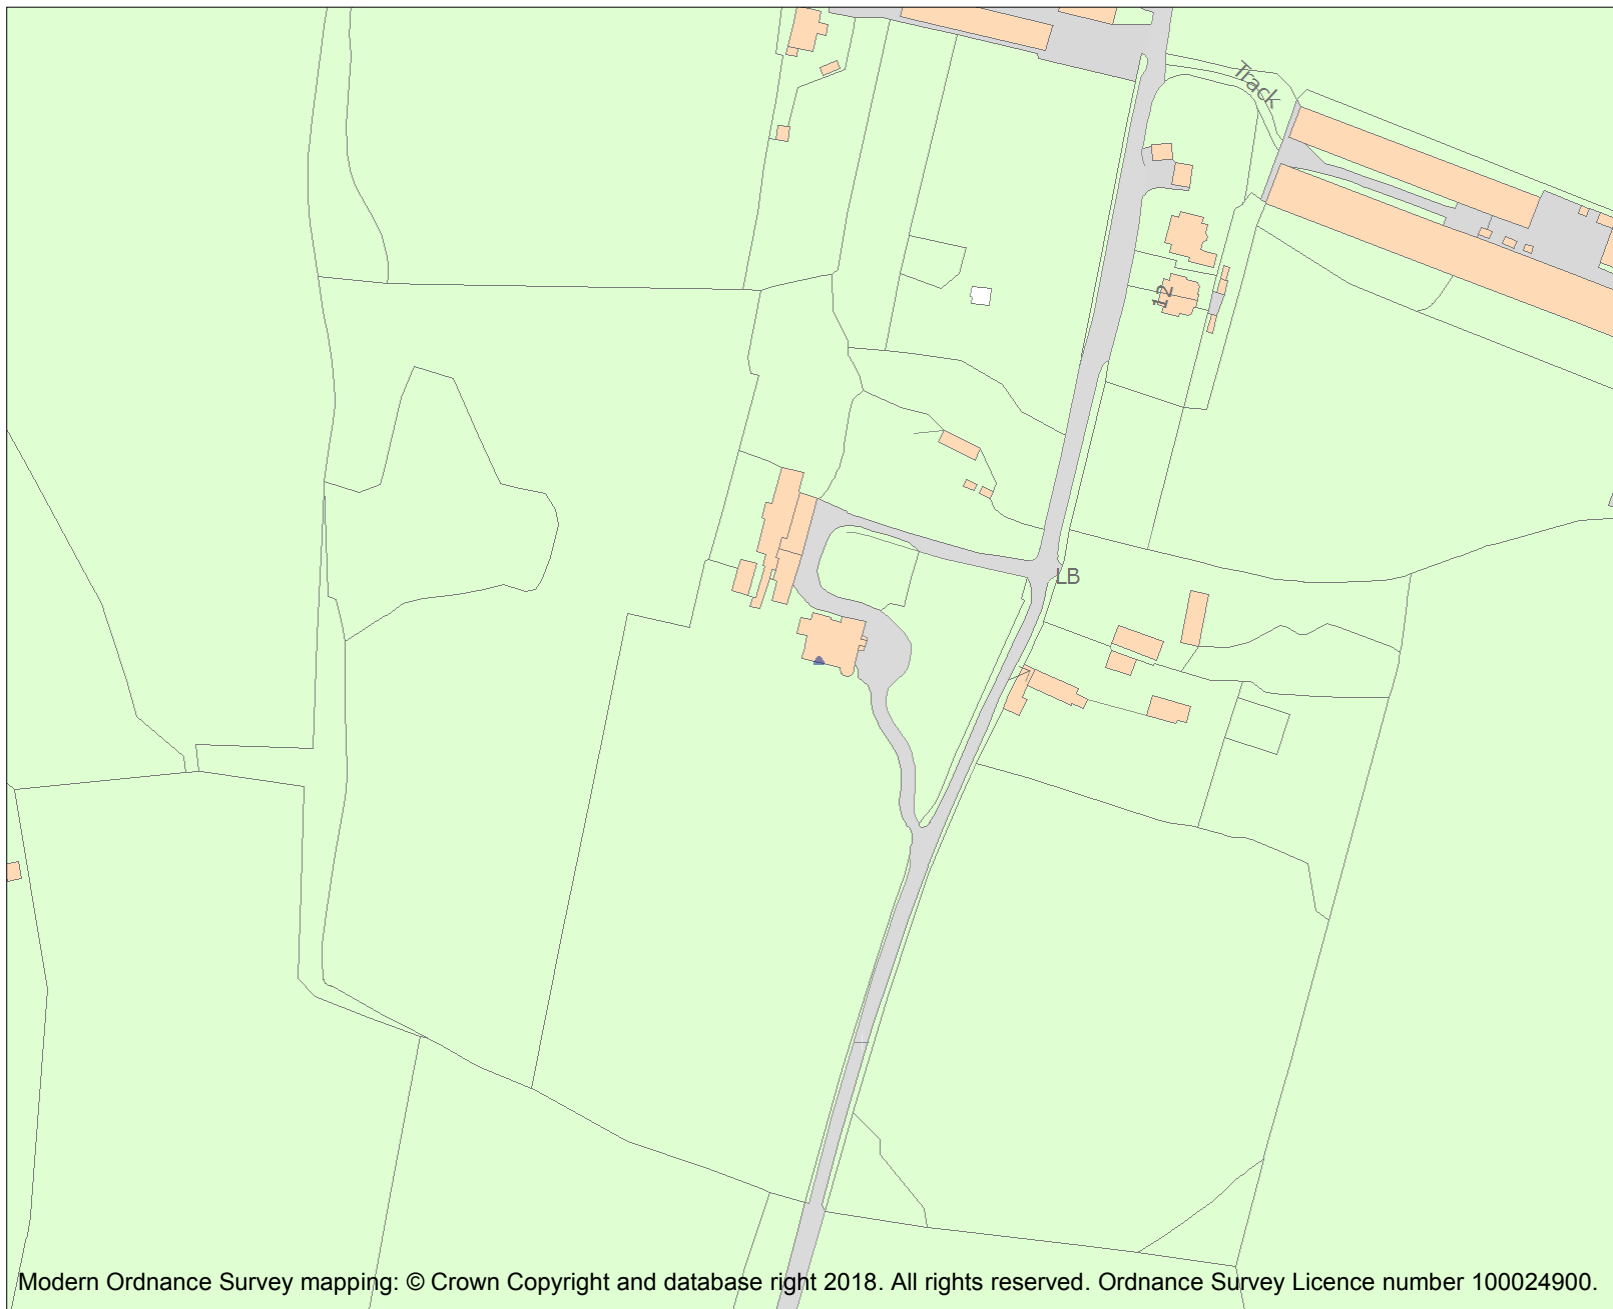 Track
12
LB
Modern Ordnance Survey mapping: © Crown Copyright and database right 2018. All rights reserved. Ordnance Survey Licence number 100024900.